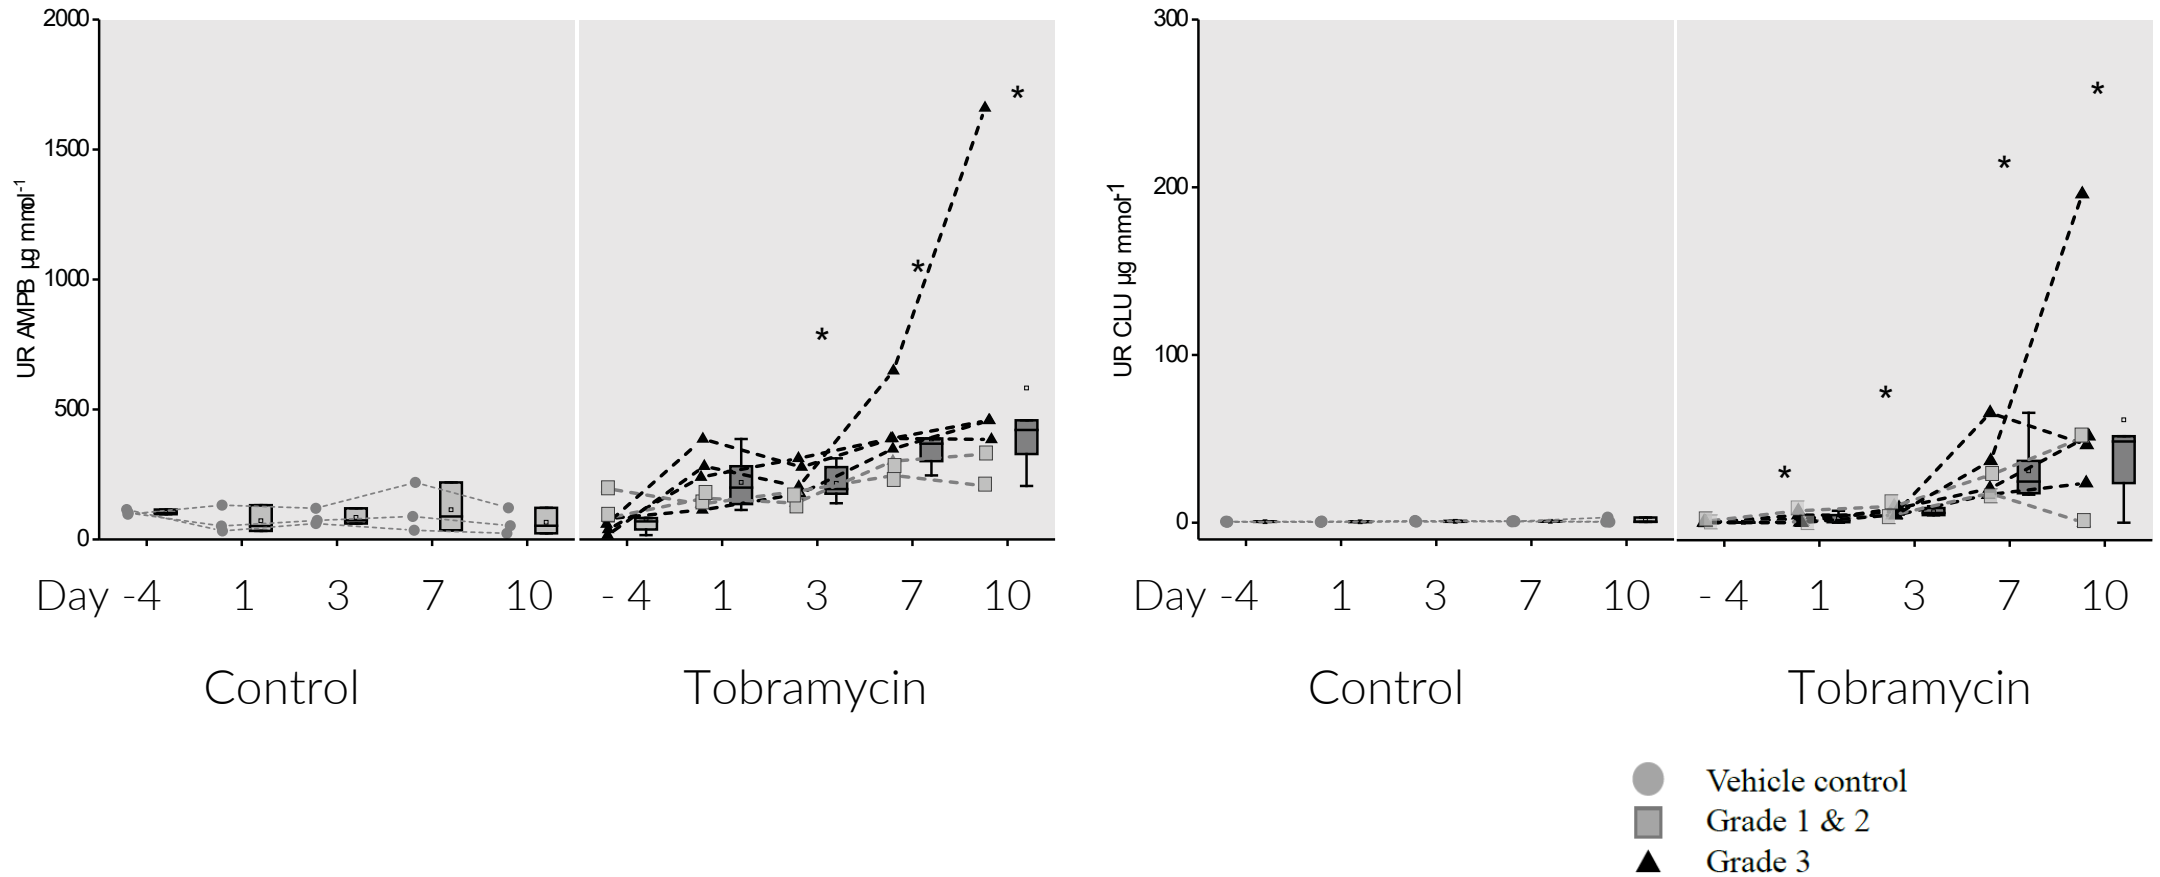 2000
1500
1000
500
0
UR AMPB µg mmol-1
*
*
*
Day -4 1 3 7 10 - 4 1 3 7 10
Control Tobramycin
300
200
100
0
UR CLU µg mmol-1
*
*
*
*
Day -4 1 3 7 10 - 4 1 3 7 10
Control Tobramycin
Vehicle control
Grade 1 & 2
Grade 3